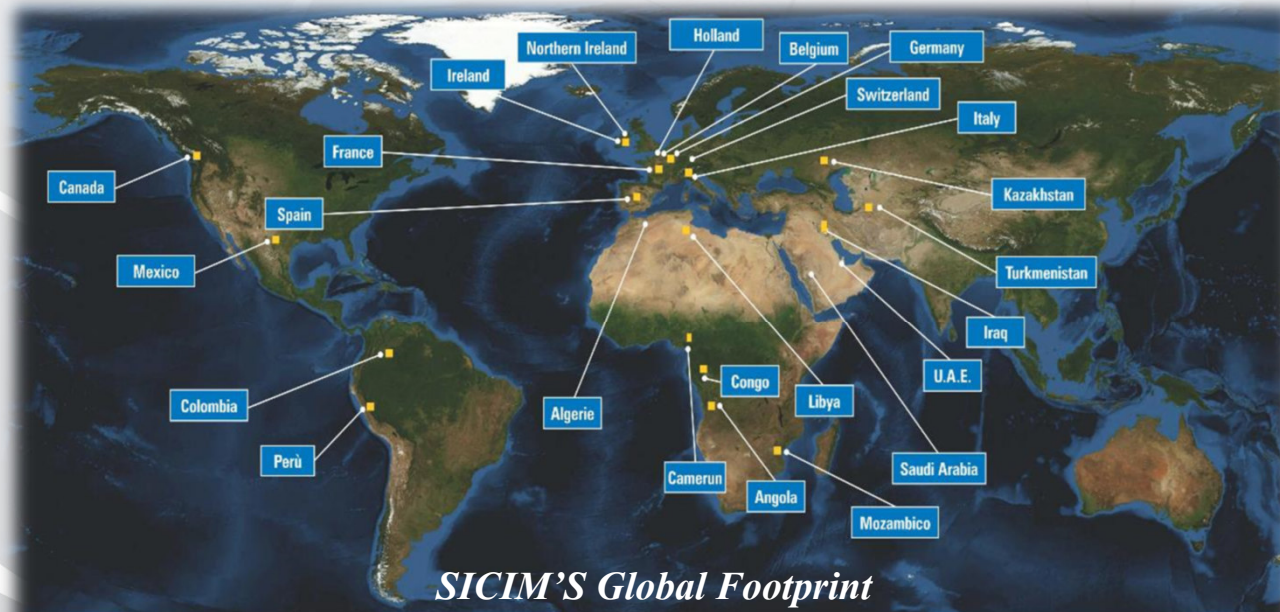 Holland
Northern Ireland
Belgium
Germany
Ireland
Switzerland
Italy
France
Canada
Kazakhstan
Spain
Mexico
Turkmenistan
Iraq
U.A.E.
Congo
Colombia
Algerie
Libya
Perù
Saudi Arabia
Camerun
Angola
Mozambico
SICIM’S Global Footprint